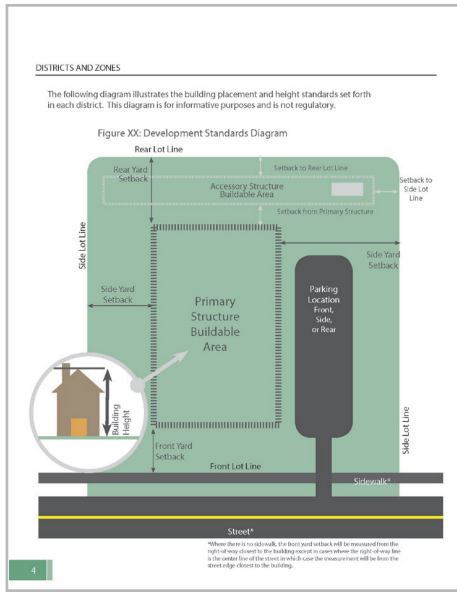 DISTRICTS AND ZONES
The following diagram illustrates the building placement and height standards set forth
in each district. This diagram is for informative purposes and is not regulatory.
Figure XX: Development Standards Diagram
Rear Lot Line
Rear Yard
Setback
Setback to Rear Lot Line
Accessory Structure
Buildable Area
Setback to
Side Lot
Line
Setback from Primary Structure
Side Lot Line
Side Yard
Setback
Side Yard
Setback
Primary
Structure
Buildable
Area
Parking
Location
Front,
Side,
or Rear
Building
Height
Side Lot Line
Front Yard
Setback
Front Lot Line
Sidewalk*
Street*
*Where there is no sidewalk, the front yard setback will be measured from the
right-of-way closest to the building except in cases where the right-of-way line
is the center line of the street in which case the measurement will be from the
street edge closest to the building.
4